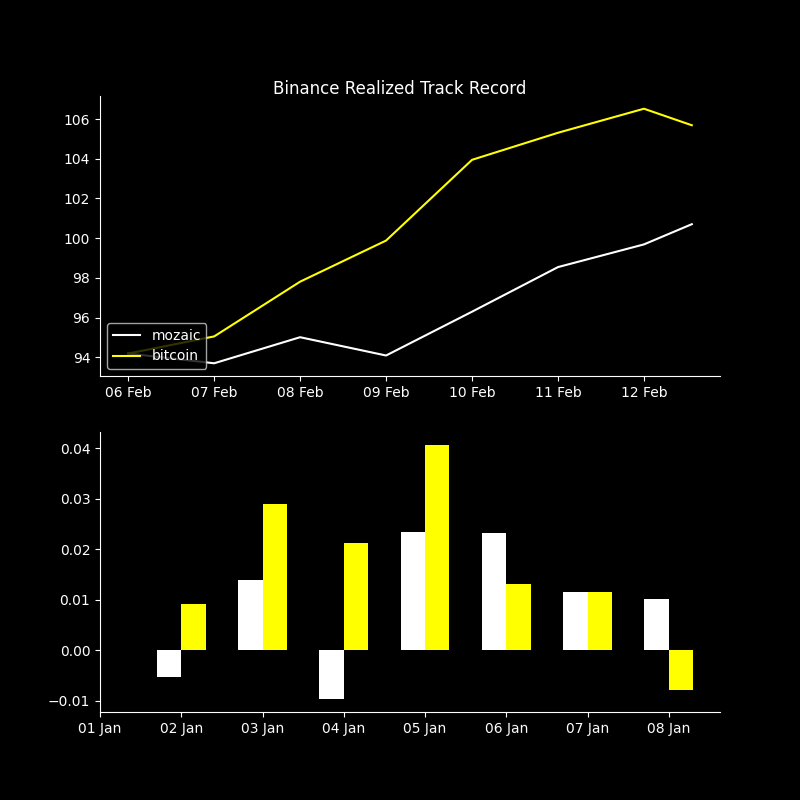 Binance Realized Track Record
106
104
102
100
98
96
94
mozaic
bitcoin
06 Feb 07 Feb 08 Feb 09 Feb 10 Feb 11 Feb 12 Feb
0.04
0.03
0.02
0.01
0.00
−0.01
01 Jan 02 Jan 03 Jan 04 Jan 05 Jan 06 Jan 07 Jan 08 Jan